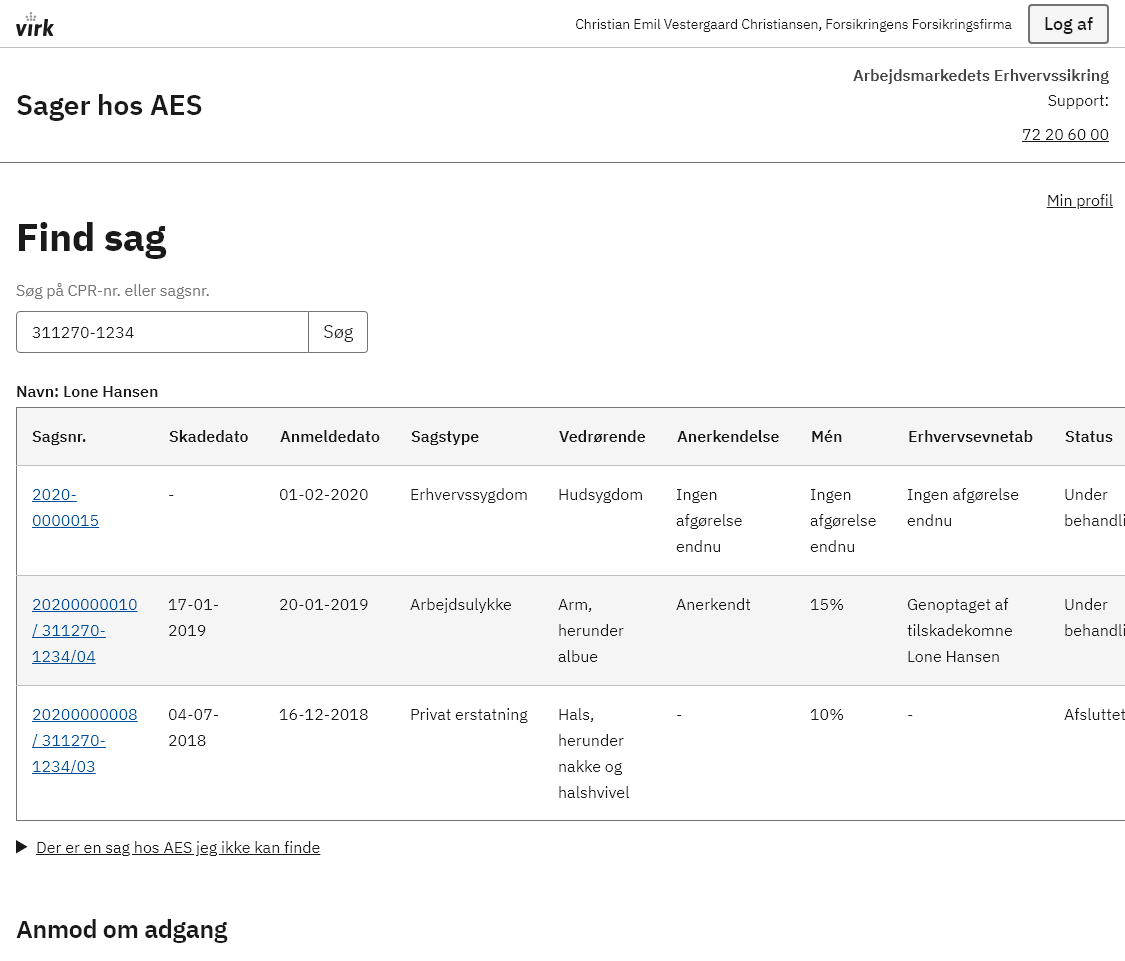 virk
Christian Emil Vestergaard Christiansen, Forsikringens Forsikringsfirma
Log af
Sager hos AES
Arbejdsmarkedets Erhvervssikring
Support:
72 20 60 00
Min profil
Find sag
Søg på CPR-nr. eller sagsnr.
311270-1234
Søg
Navn: Lone Hansen
Sagsnr. Skadedato Anmeldedato Sagstype Vedrørende Anerkendelse Mén Erhvervsevnetab Status
2020- - 01-02-2020 Erhvervssygdom Hudsygdom Ingen Ingen Ingen afgørelse Under
0000015 afgørelse afgørelse endnu behandli
endnu endnu
20200000010 17-01- 20-01-2019 Arbejdsulykke Arm, Anerkendt 15% Genoptaget af Under
/ 311270- 2019 herunder tilskadekomne behandli
1234/04 albue Lone Hansen
20200000008 04-07- 16-12-2018 Privat erstatning Hals, - 10% - Afsluttet
/ 311270- 2018 herunder
1234/03 nakke og
halshvivel
Der er en sag hos AES jeg ikke kan finde
Anmod om adgang